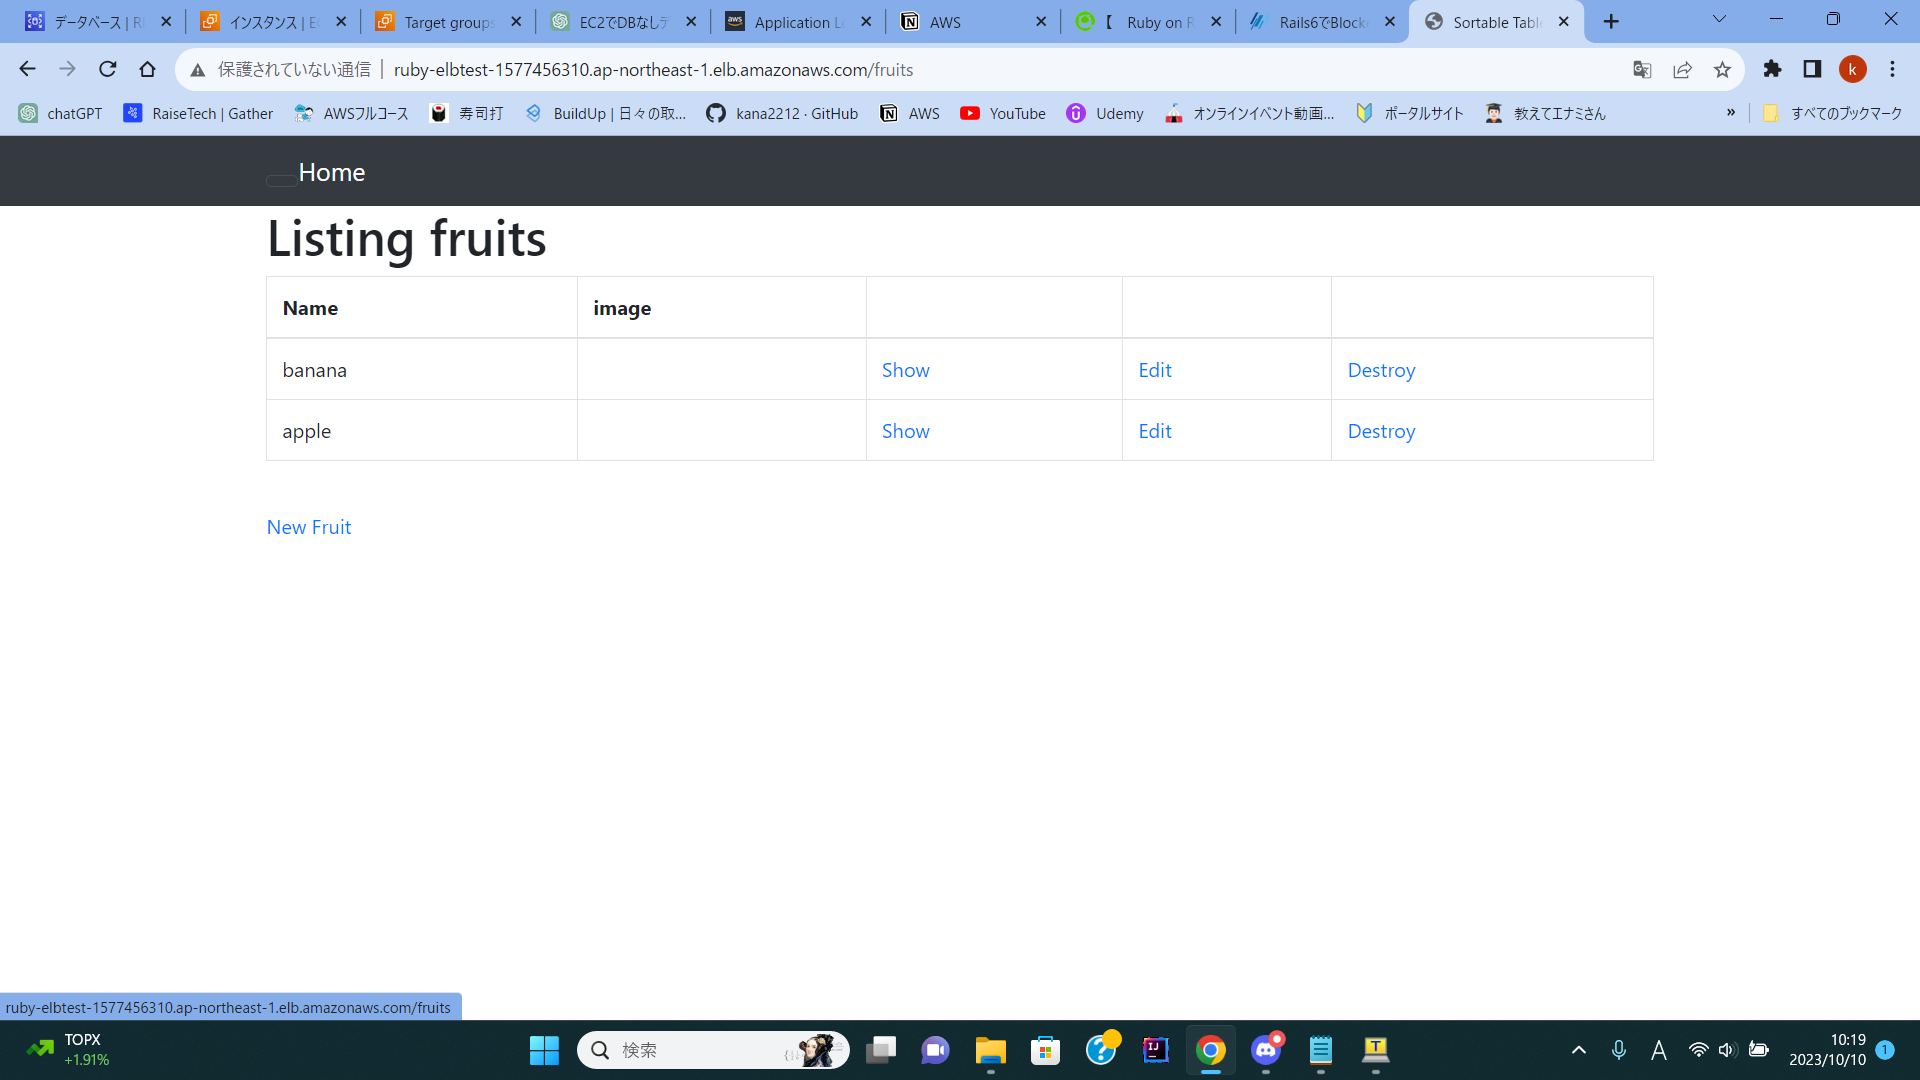 データベース | R
インスタンス | E
Target groups
EC2でDBなしデ
Application Lo
AWS
【 Ruby on R
Rails6でBlock
Sortable Tabl
保護されていない通信 | ruby-elbtest-1577456310.ap-northeast-1.elb.amazonaws.com/fruits
k
chatGPT
RaiseTech | Gather
AWSフルコース
寿司打
BuildUp | 日々の取...
kana2212 · GitHub
AWS
YouTube
Udemy
オンラインイベント動画...
ポータルサイト
教えてエナミさん
»
すべてのブックマーク
Home
Listing fruits
Name image
banana Show Edit Destroy
apple Show Edit Destroy
New Fruit
ruby-elbtest-1577456310.ap-northeast-1.elb.amazonaws.com/fruits
TOPX
+1.91%
検索
A
10:19
2023/10/10
1